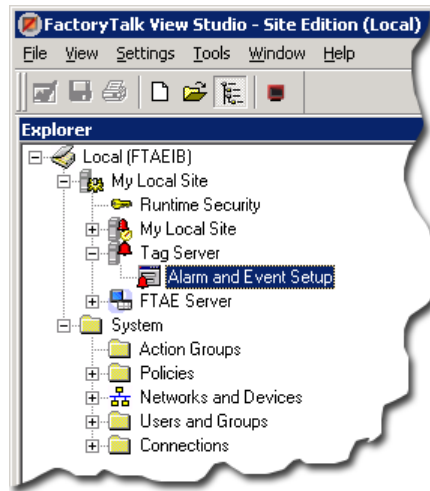 FactoryTalk View Studio - Site Edition (Local)
File View Settings Tools Window Help
Explorer
Local (FTAEIB)
My Local Site
Runtime Security
My Local Site
Tag Server
Alarm and Event Setup
FTAE Server
System
Action Groups
Policies
Networks and Devices
Users and Groups
Connections